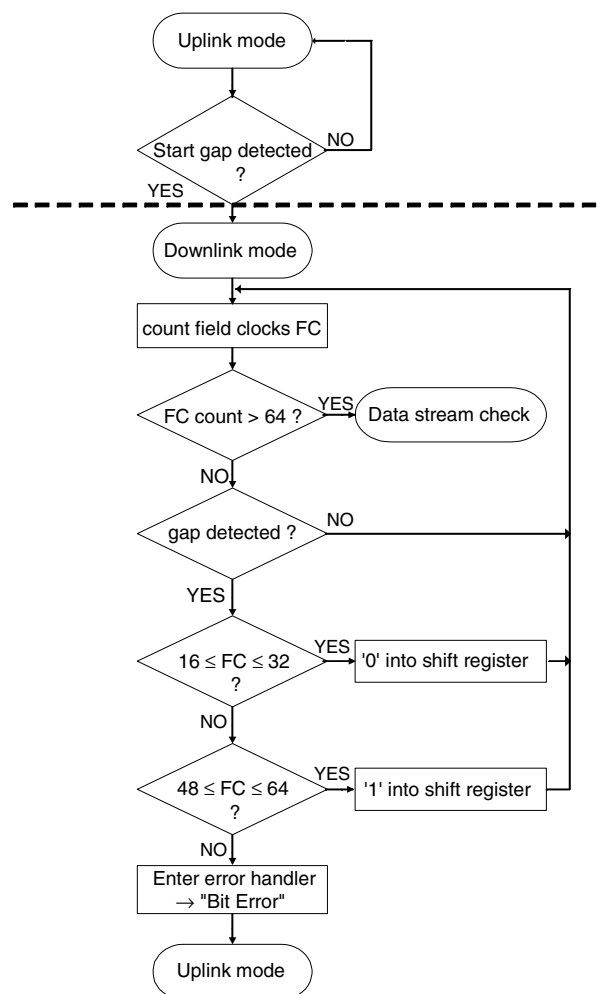 Uplink mode
Start gap detected
?
NO
YES
Downlink mode
count field clocks FC
FC count > 64 ?
YES
Data stream check
NO
gap detected ?
NO
YES
16 ≤ FC ≤ 32
?
YES
'0' into shift register
NO
48 ≤ FC ≤ 64
?
YES
'1' into shift register
NO
Enter error handler
→ "Bit Error"
Uplink mode